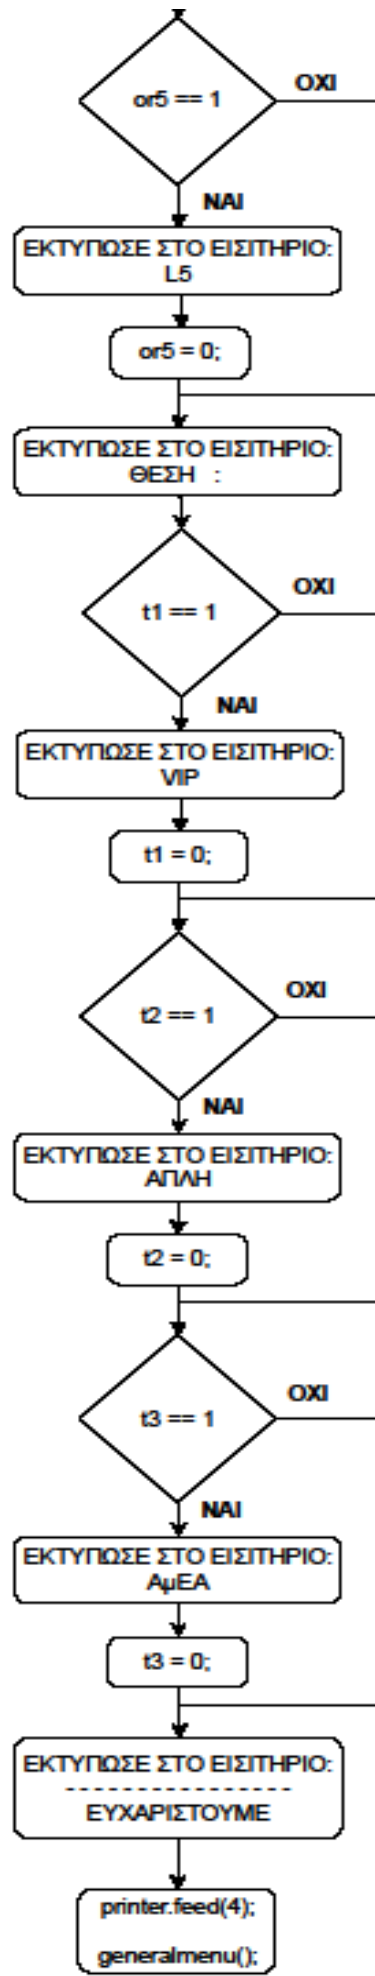 or5 == 1
ΟΧΙ
ΝΑΙ
ΕΚΤΥΠΩΣΕ ΣΤΟ ΕΙΣΙΤΗΡΙΟ:
L5
or5 = 0;
ΕΚΤΥΠΩΣΕ ΣΤΟ ΕΙΣΙΤΗΡΙΟ:
ΘΕΣΗ :
t1 == 1
ΟΧΙ
ΝΑΙ
ΕΚΤΥΠΩΣΕ ΣΤΟ ΕΙΣΙΤΗΡΙΟ:
VIP
t1 = 0;
t2 == 1
ΟΧΙ
ΝΑΙ
ΕΚΤΥΠΩΣΕ ΣΤΟ ΕΙΣΙΤΗΡΙΟ:
ΑΠΛΗ
t2 = 0;
t3 == 1
ΟΧΙ
ΝΑΙ
ΕΚΤΥΠΩΣΕ ΣΤΟ ΕΙΣΙΤΗΡΙΟ:
ΑμΕΑ
t3 = 0;
ΕΚΤΥΠΩΣΕ ΣΤΟ ΕΙΣΙΤΗΡΙΟ:
- - - - - - - - - - - - - - - -
ΕΥΧΑΡΙΣΤΟΥΜΕ
printer.feed(4);
generalmenu();